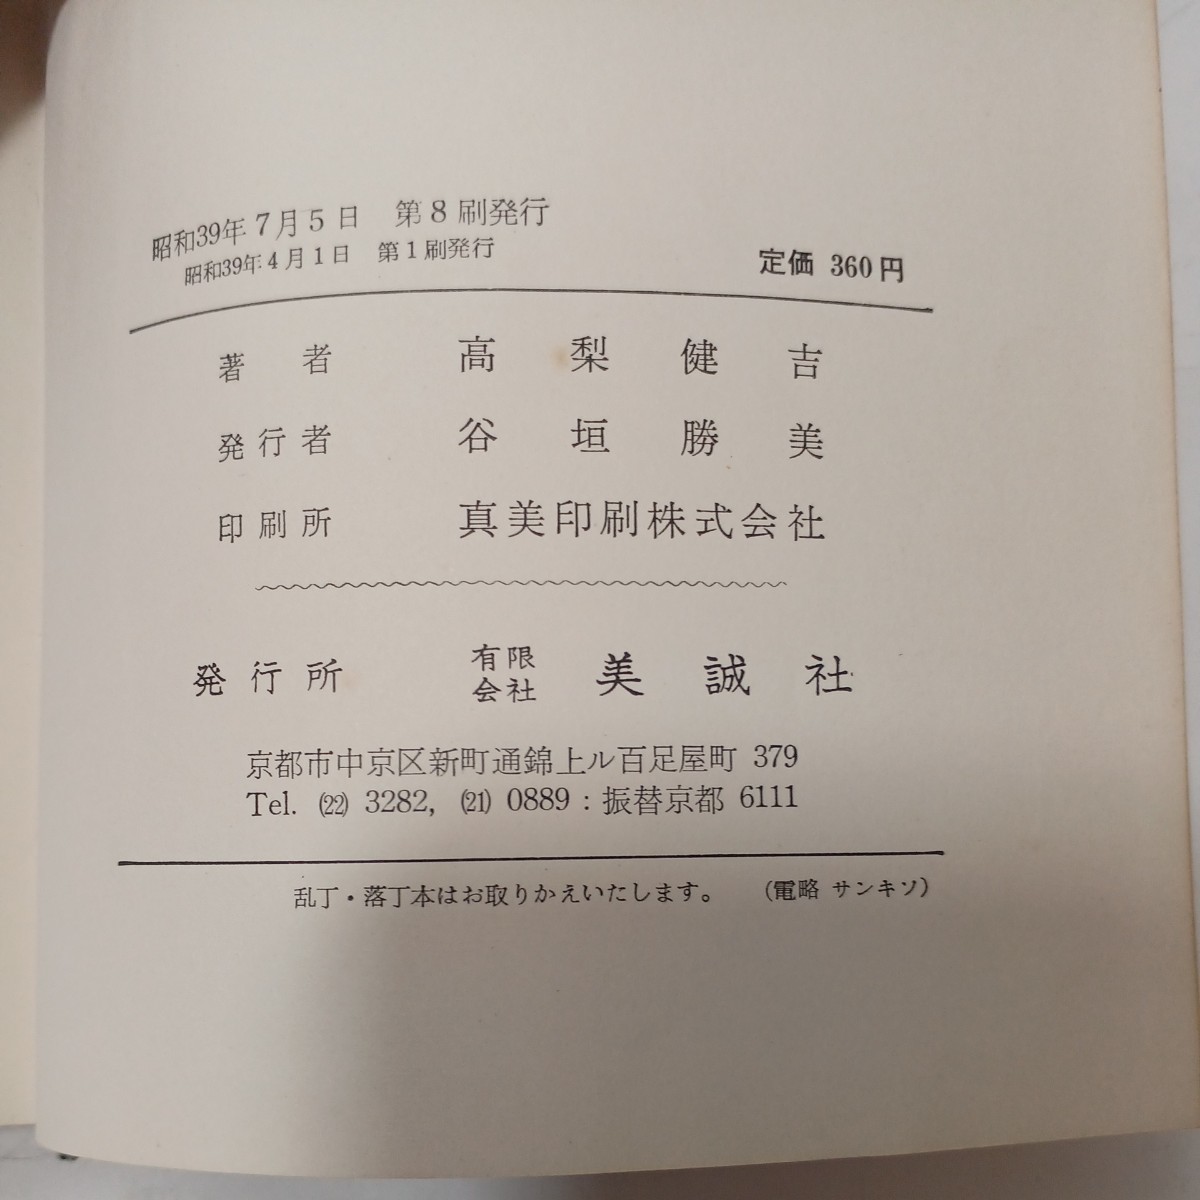 昭和39年7月5日 第8刷発行
昭和39年4月1日 第1刷発行
定価 360円
著者 高梨健吉
発行者 谷垣勝美
印刷所 真美印刷株式会社
発行所 有限会社 美誠社
京都市中京区新町通錦上ル百足屋町 379
Tel. (22) 3282, (21) 0889 : 振替京都 6111
乱丁・落丁本はお取りかえいたします。 (電略 サンキソ)